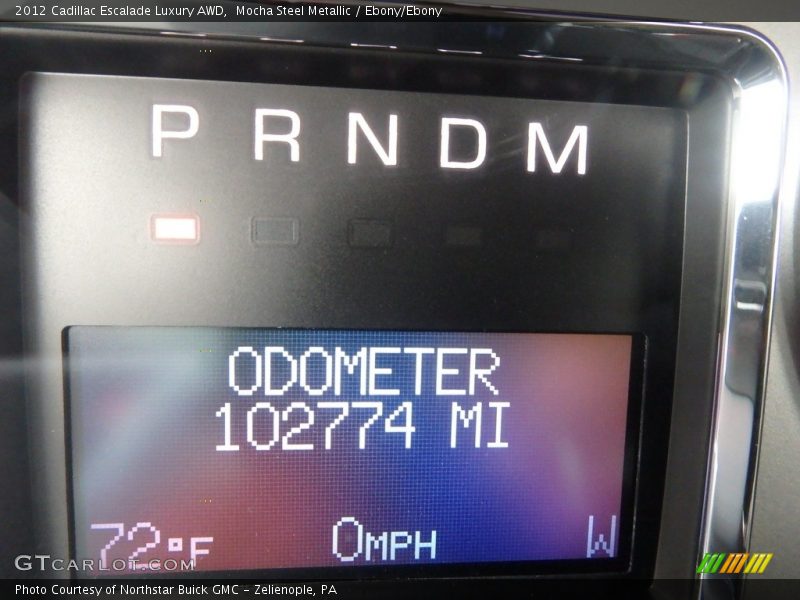 2012 Cadillac Escalade Luxury AWD,  Mocha Steel Metallic / Ebony/Ebony
P R N D M
ODOMETER
102774 MI
72°F 0MPH W
GTCARLOT.COM
Photo Courtesy of Northstar Buick GMC – Zelienople, PA